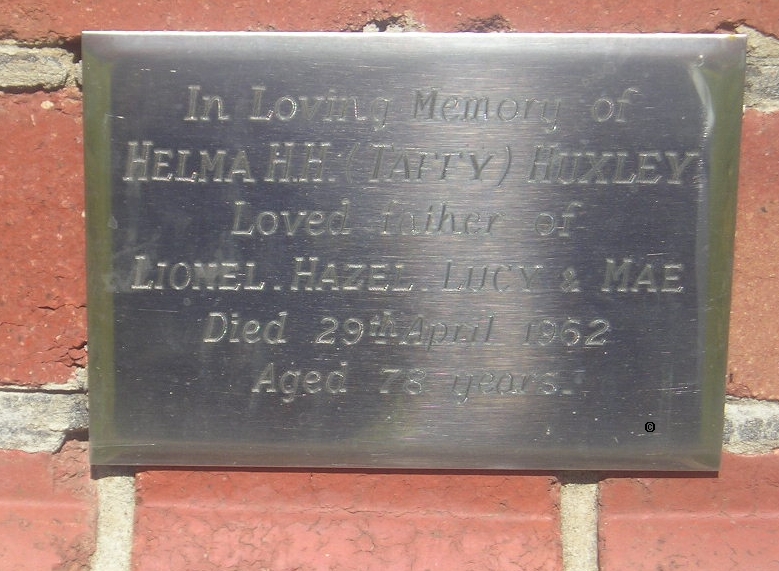 In Loving Memory of
HELMA H.H. (TAFFY) HUXLEY
Loved father of
LIONEL. HAZEL. LUCY & MAE
Died 29th April 1962
Aged 78 years.
©